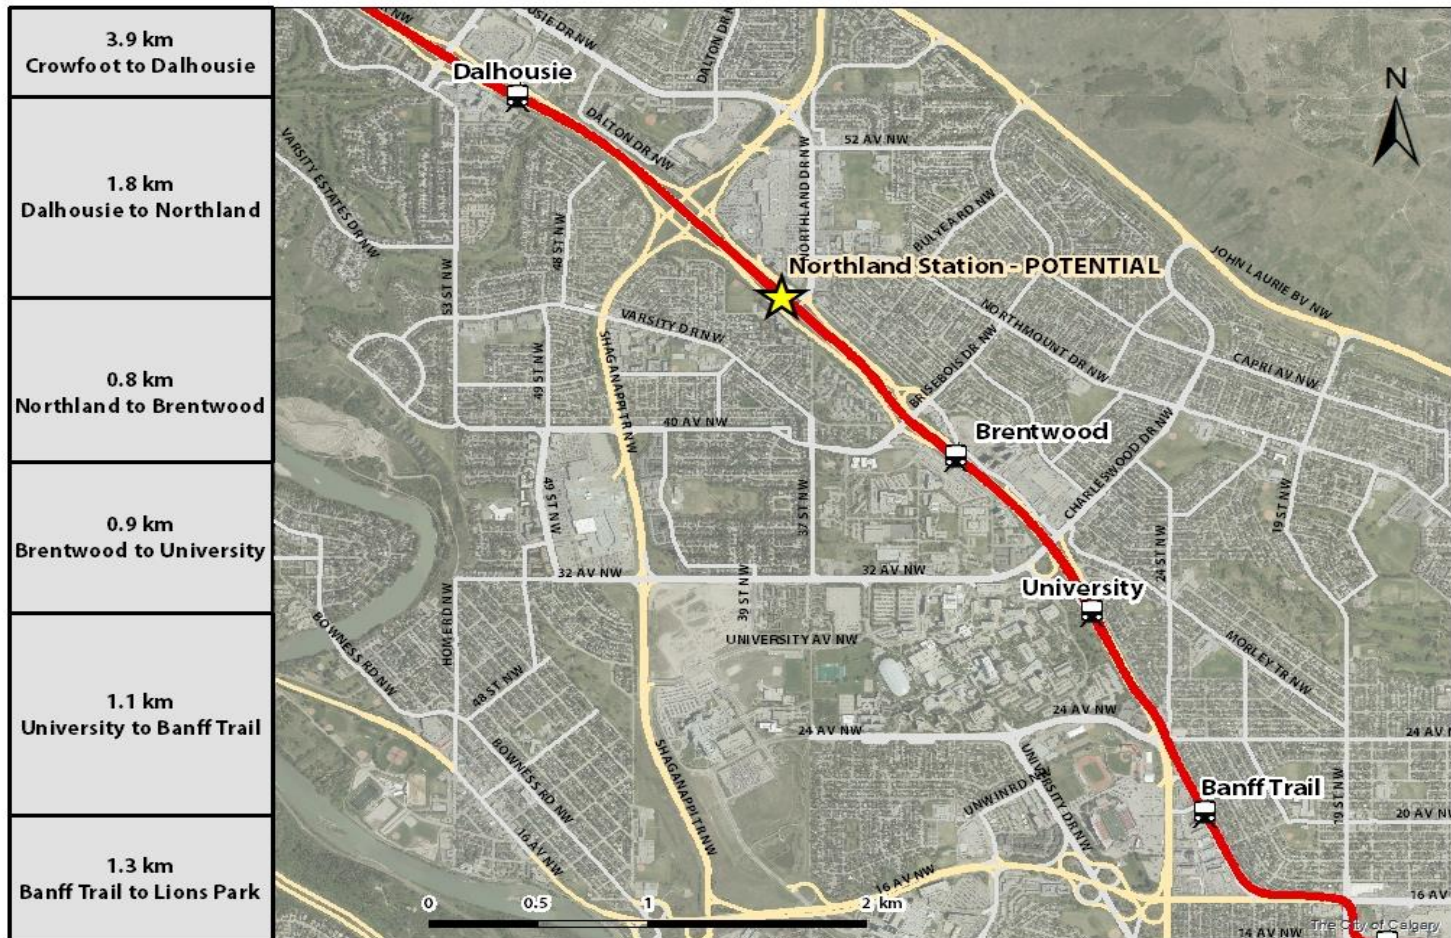 3.9 km
Crowfoot to Dalhousie
1.8 km
Dalhousie to Northland
0.8 km
Northland to Brentwood
0.9 km
Brentwood to University
1.1 km
University to Banff Trail
1.3 km
Banff Trail to Lions Park
NW
DR NW
DALTON DR N
Dalhousie
N
DALTON DR NW
52 AV NW
VARSITY ESTATES DR NW
NORTHLAND DR NW
BULYEA RD NW
48 ST NW
JOHN LAURIE BV NW
53 ST NW
Northland Station - POTENTIAL
VARSITY DR NW
NORTHMOUNT DR NW
SHAGANAPPI TR NW
BRISEBOIS DR NW
CAPRI AV NW
49 ST NW
40 AV NW
Brentwood
CHARLESWOOD DR NW
49 ST NW
37 ST NW
19 ST NW
24 ST NW
32 AV NW
32 AV NW
39 ST NW
University
HOME RD NW
BOWNESS RD NW
UNIVERSITY AV NW
MORLEY TR NW
48 ST NW
24 AV NW
24 AV NW
24 AV N
BOWNESS RD NW
SHAGANAPPI TR NW
UNIVERSITY DR NW
UNWIN RD N
Banff Trail
19 ST NW
20 AV NW
16 AV NW
16 AV NW
16 AV
0 0.5 1 2 km
The City of Calgary
14 AV NW